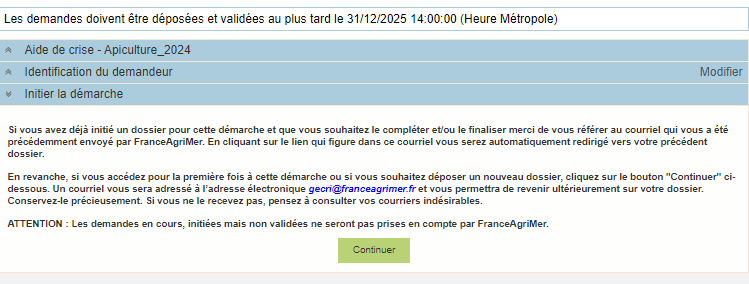 Les demandes doivent être déposées et validées au plus tard le 31/12/2025 14:00:00 (Heure Métropole)
Aide de crise - Apiculture_2024
Identification du demandeur Modifier
Initier la démarche
Si vous avez déjà initié un dossier pour cette démarche et que vous souhaitez le compléter et/ou le finaliser merci de vous référer au courriel qui vous a été
précédemment envoyé par FranceAgriMer. En cliquant sur le lien qui figure dans ce courriel vous serez automatiquement redirigé vers votre précédent
dossier.
En revanche, si vous accédez pour la première fois à cette démarche ou si vous souhaitez déposer un nouveau dossier, cliquez sur le bouton "Continuer" ci-
dessous. Un courriel vous sera adressé à l'adresse électronique gecri@franceagrimer.fr et vous permettra de revenir ultérieurement sur votre dossier.
Conservez-le précieusement. Si vous ne le recevez pas, pensez à consulter vos courriers indésirables.
ATTENTION : Les demandes en cours, initiées mais non validées ne seront pas prises en compte par FranceAgriMer.
Continuer